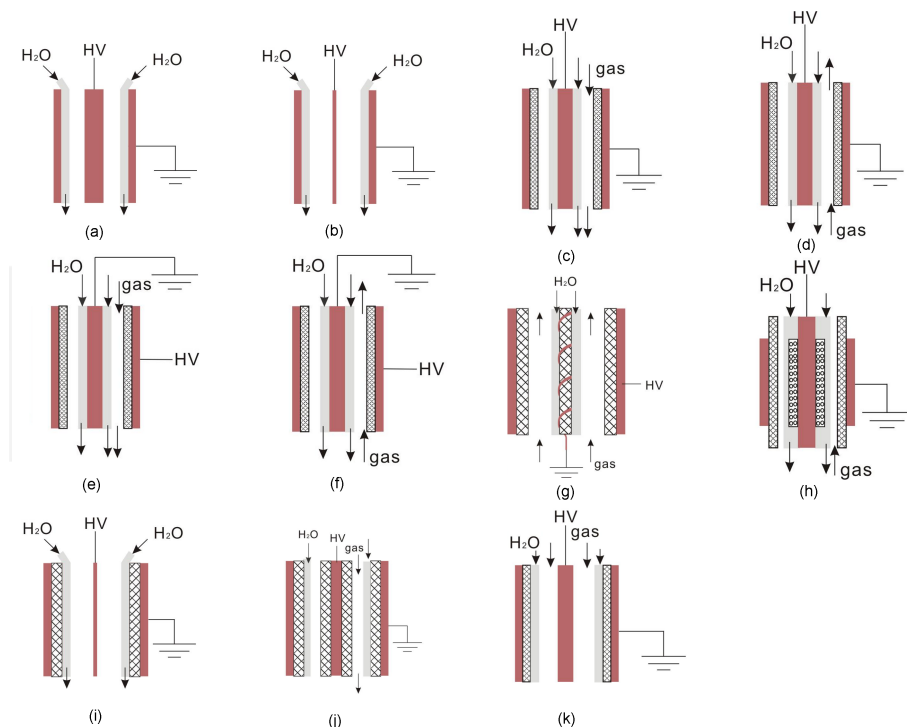 HV
H₂O
H₂O
(a)
HV
H₂O
H₂O
(b)
HV
H₂O
gas
(c)
HV
H₂O
gas
(d)
H₂O
gas
HV
(e)
H₂O
HV
gas
(f)
H₂O
HV
gas
(g)
HV
H₂O
gas
(h)
H₂O
HV
H₂O
(i)
H₂O
HV
gas
(j)
HV
H₂O
gas
(k)